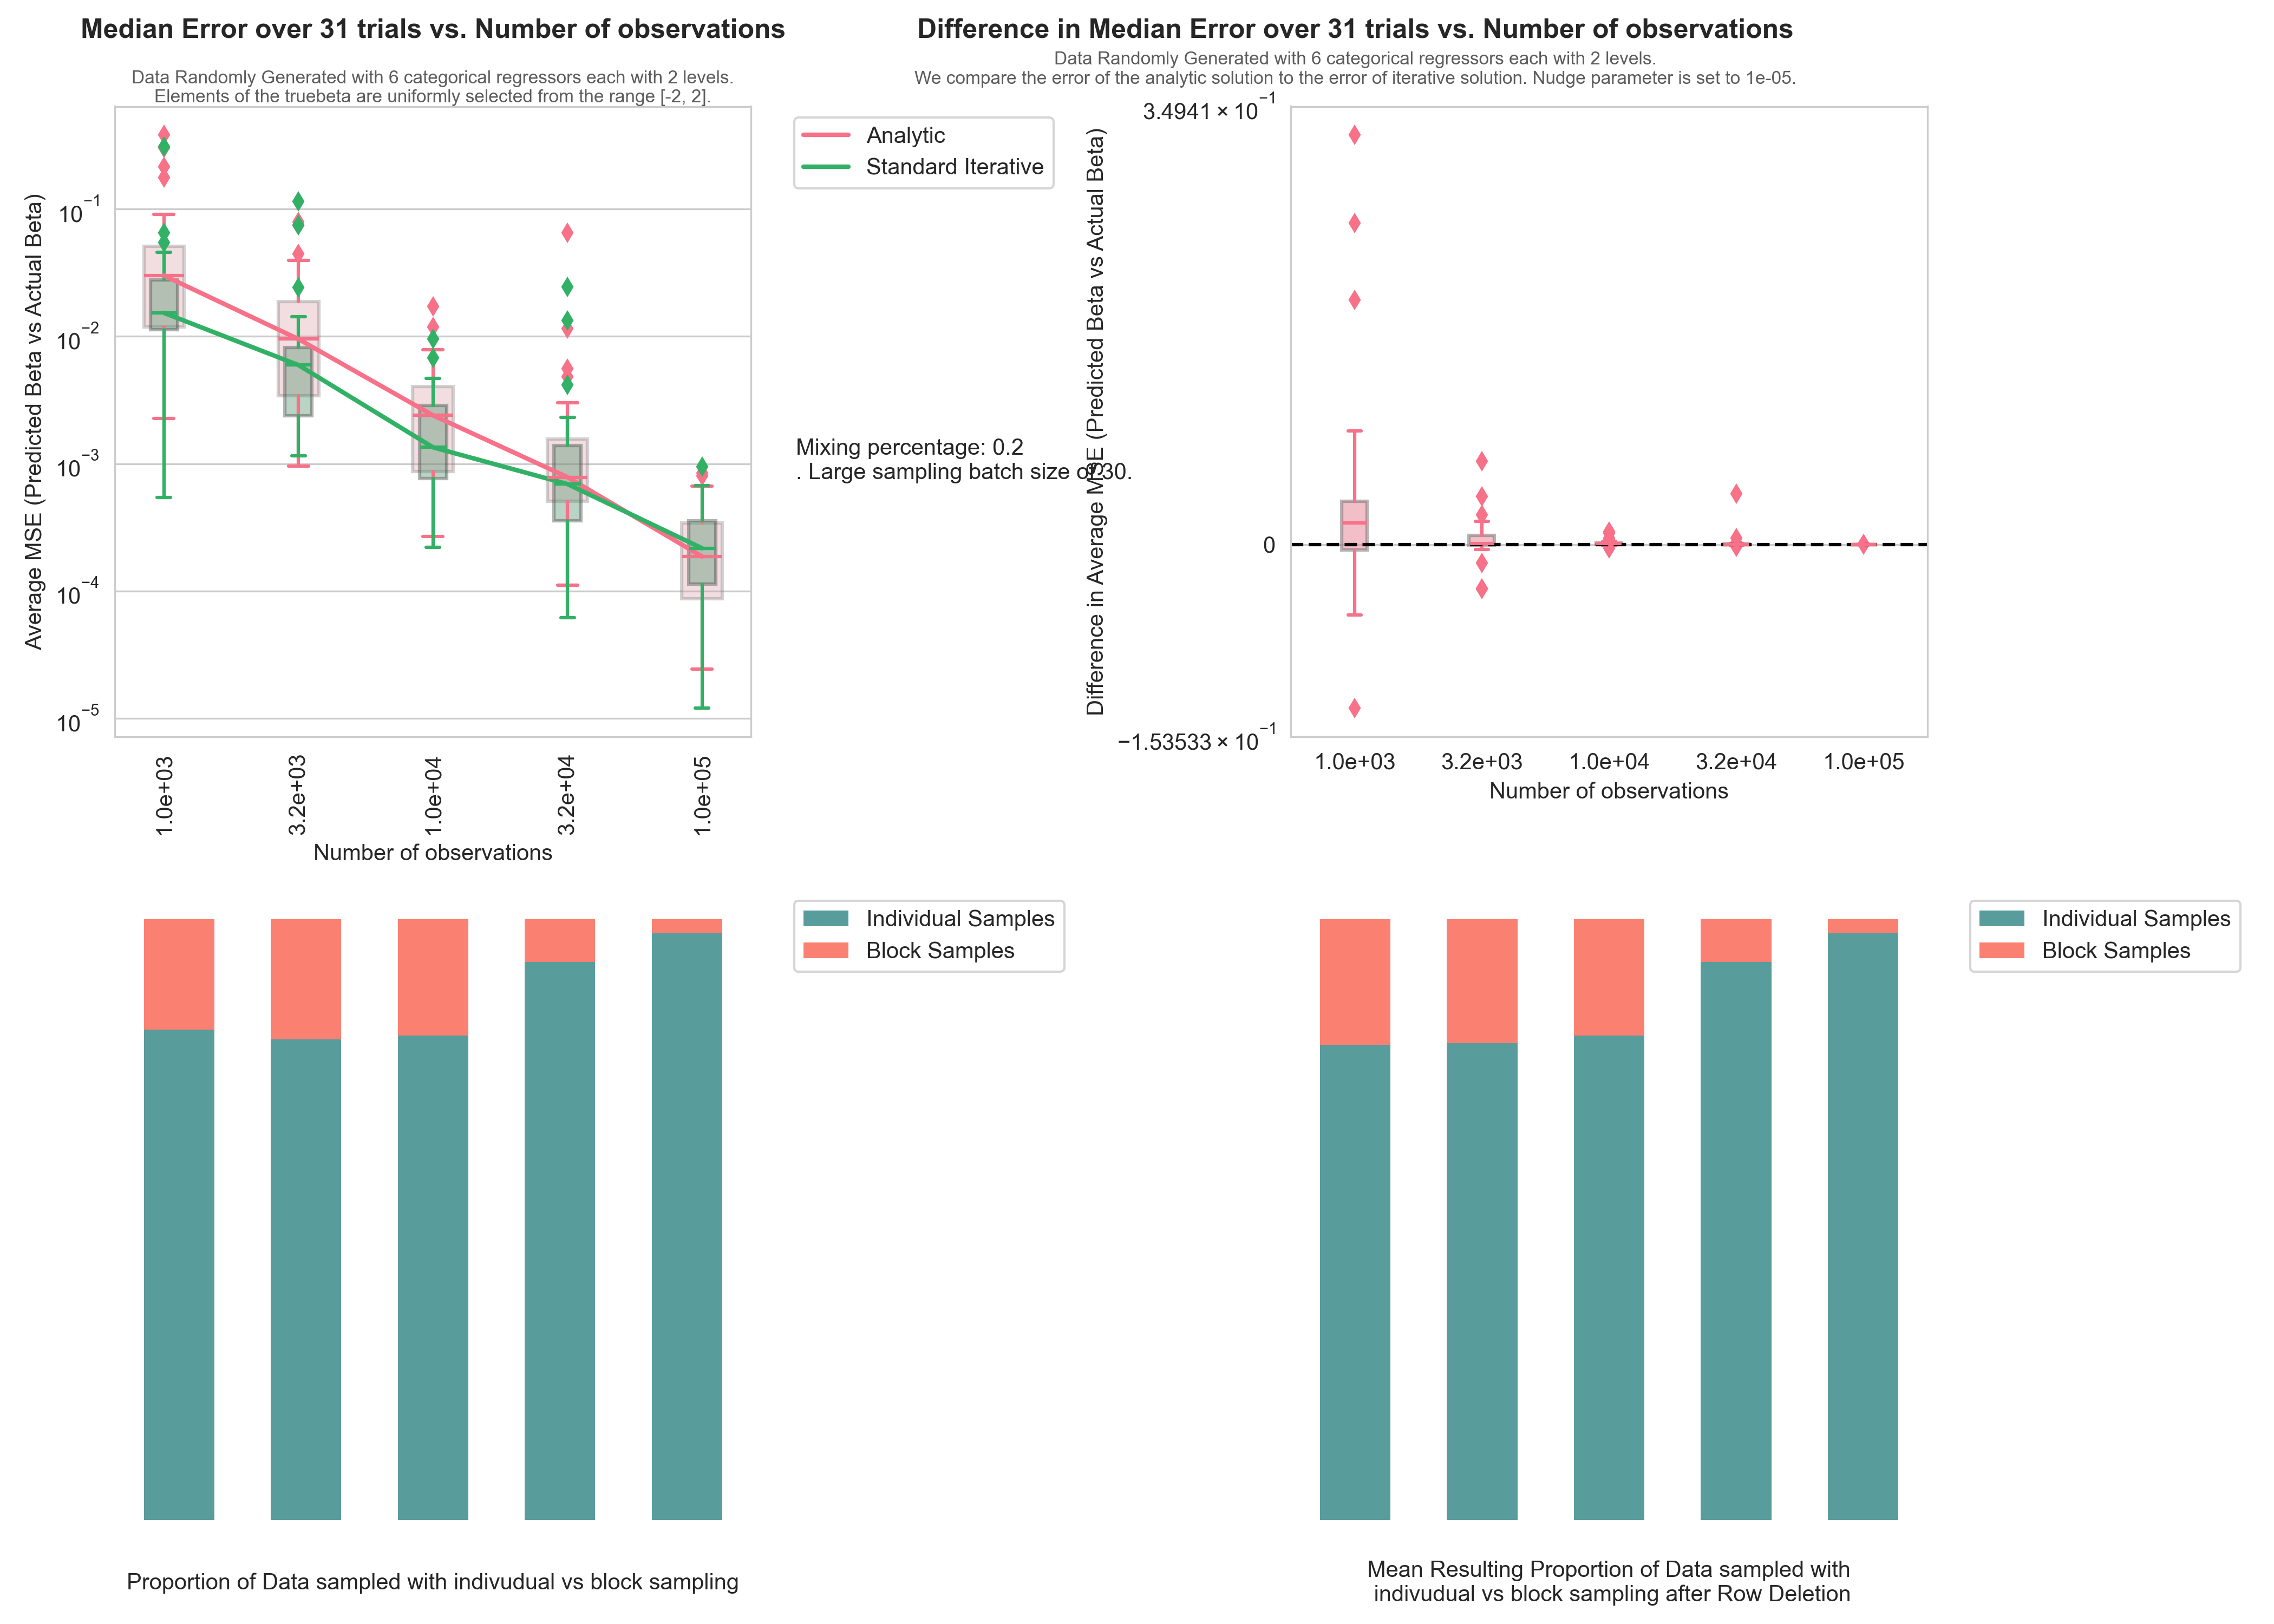 Median Error over 31 trials vs. Number of observations
Data Randomly Generated with 6 categorical regressors each with 2 levels.
Elements of the truebeta are uniformly selected from the range [-2, 2].
Average MSE (Predicted Beta vs Actual Beta)
10⁻¹
10⁻²
10⁻³
10⁻⁴
10⁻⁵
1.0e+03
3.2e+03
1.0e+04
3.2e+04
1.0e+05
Number of observations
Analytic
Standard Iterative
Mixing percentage: 0.2
. Large sampling batch size of 30.
Difference in Median Error over 31 trials vs. Number of observations
Data Randomly Generated with 6 categorical regressors each with 2 levels.
We compare the error of the analytic solution to the error of iterative solution. Nudge parameter is set to 1e-05.
Difference in Average MSE (Predicted Beta vs Actual Beta)
3.4941 × 10⁻¹
0
−1.53533 × 10⁻¹
1.0e+03
3.2e+03
1.0e+04
3.2e+04
1.0e+05
Number of observations
Individual Samples
Block Samples
Proportion of Data sampled with indivudual vs block sampling
Individual Samples
Block Samples
Mean Resulting Proportion of Data sampled with
indivudual vs block sampling after Row Deletion